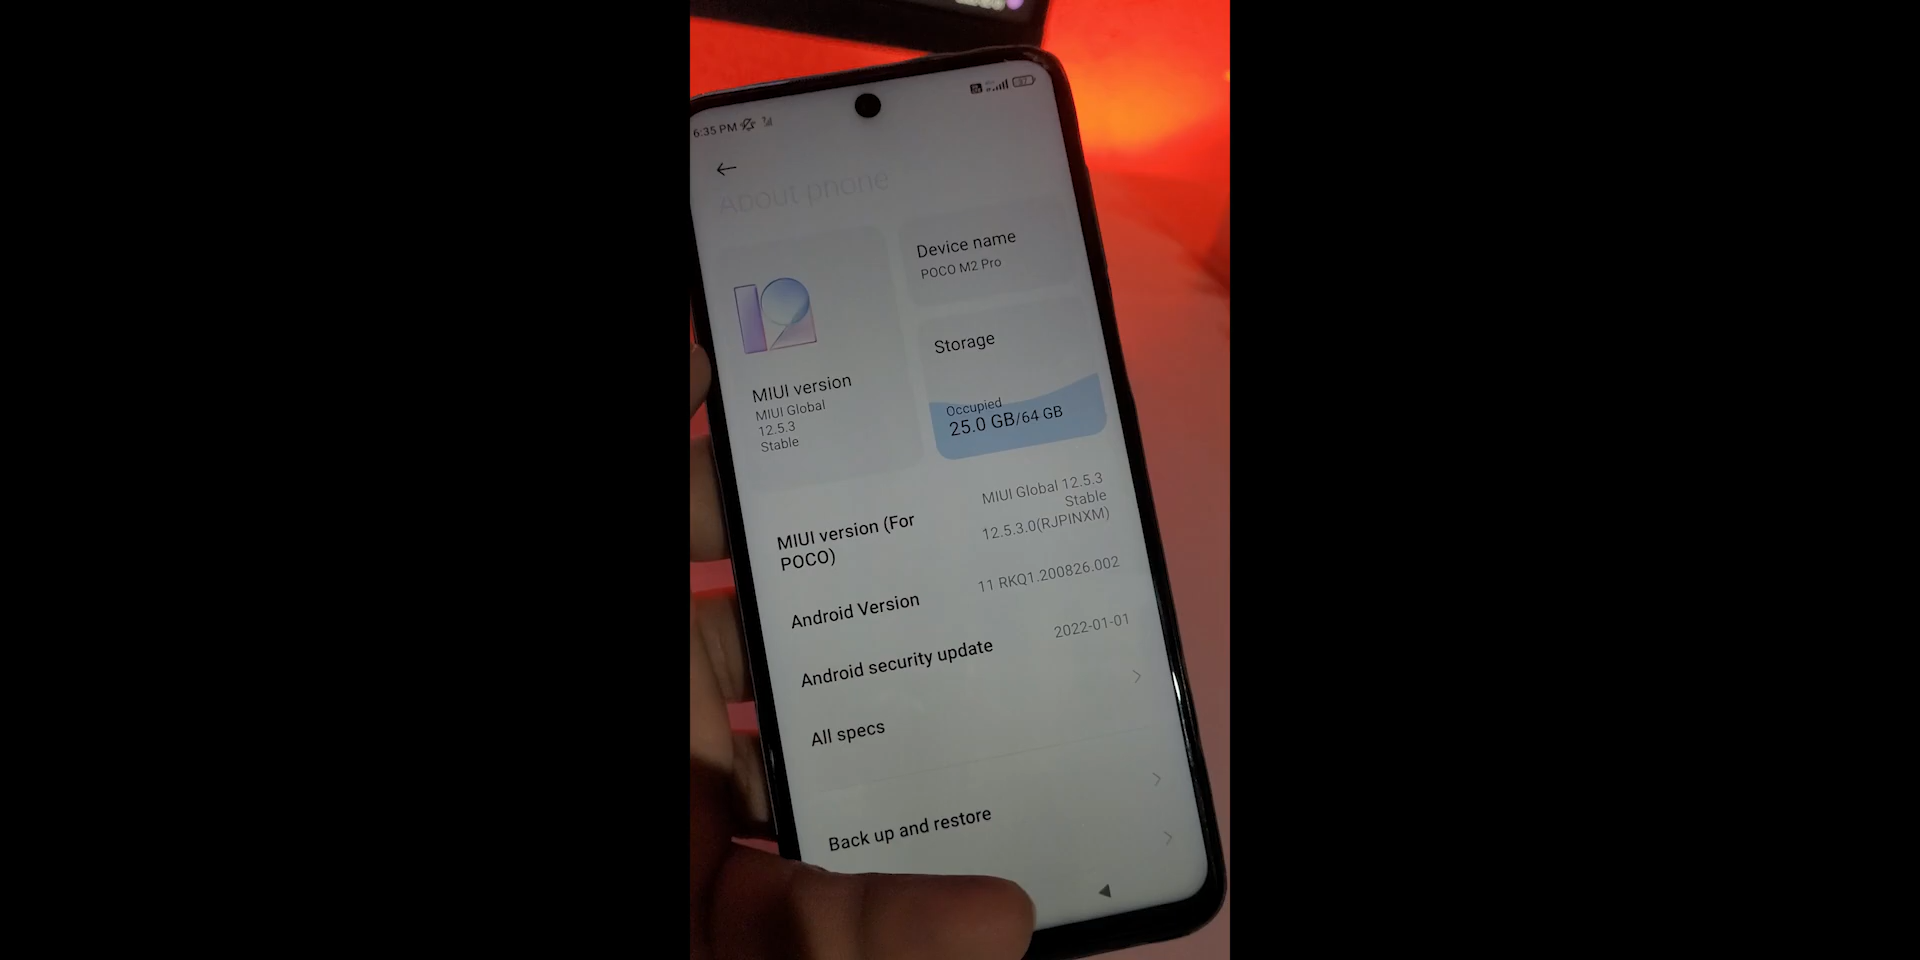 6:35 PM
About phone
Device name
POCO M2 Pro
12
Storage
MIUI version
MIUI Global
12.5.3
Stable
Occupied
25.0 GB/64 GB
MIUI version (For
POCO)
MIUI Global 12.5.3
Stable
12.5.3.0(RJPINXM)
Android Version
11 RKQ1.200826.002
Android security update
2022-01-01
All specs
Back up and restore